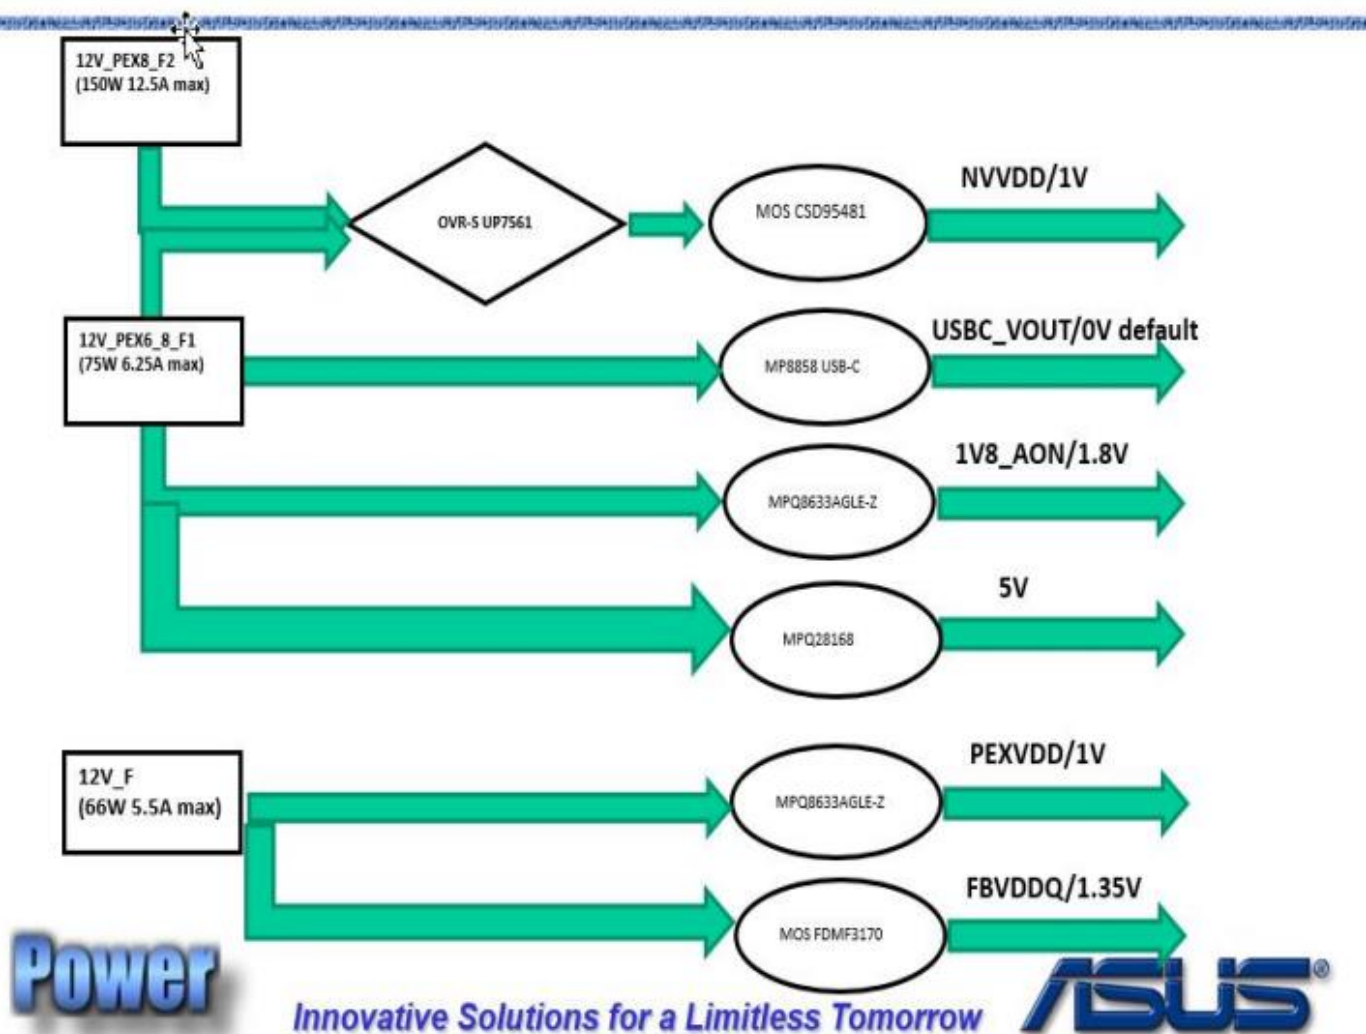 12V_PEX8_F2
(150W 12.5A max)
OVR-S UP7561
MOS CSD95481
NVVDD/1V
12V_PEX6_8_F1
(75W 6.25A max)
MP8858 USB-C
USBC_VOUT/0V default
MPQ8633AGLE-Z
1V8_AON/1.8V
MPQ28168
5V
12V_F
(66W 5.5A max)
MPQ8633AGLE-Z
PEXVDD/1V
MOS FDMF3170
FBVDDQ/1.35V
Power
Innovative Solutions for a Limitless Tomorrow
ASUS®